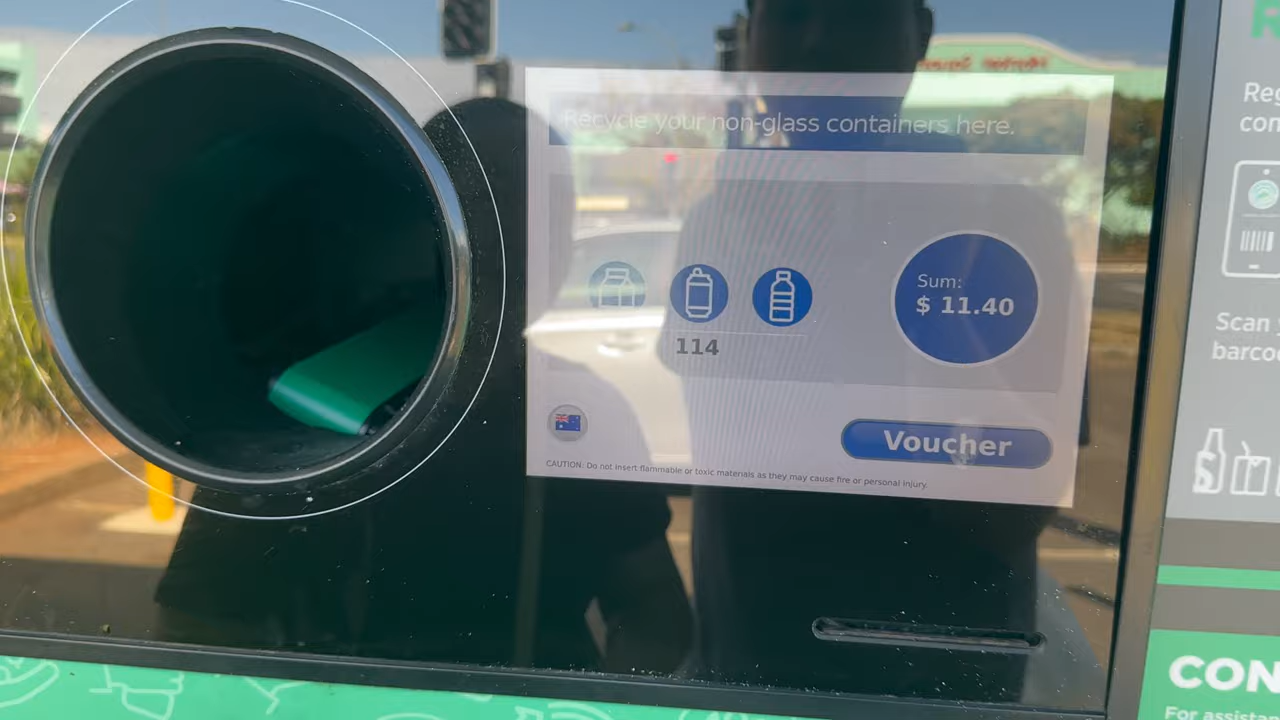 Recycle your non-glass containers here.
Sum:
$ 11.40
114
Voucher
CAUTION: Do not insert flammable or toxic materials as they may cause fire or personal injury.
Scan
CON
For